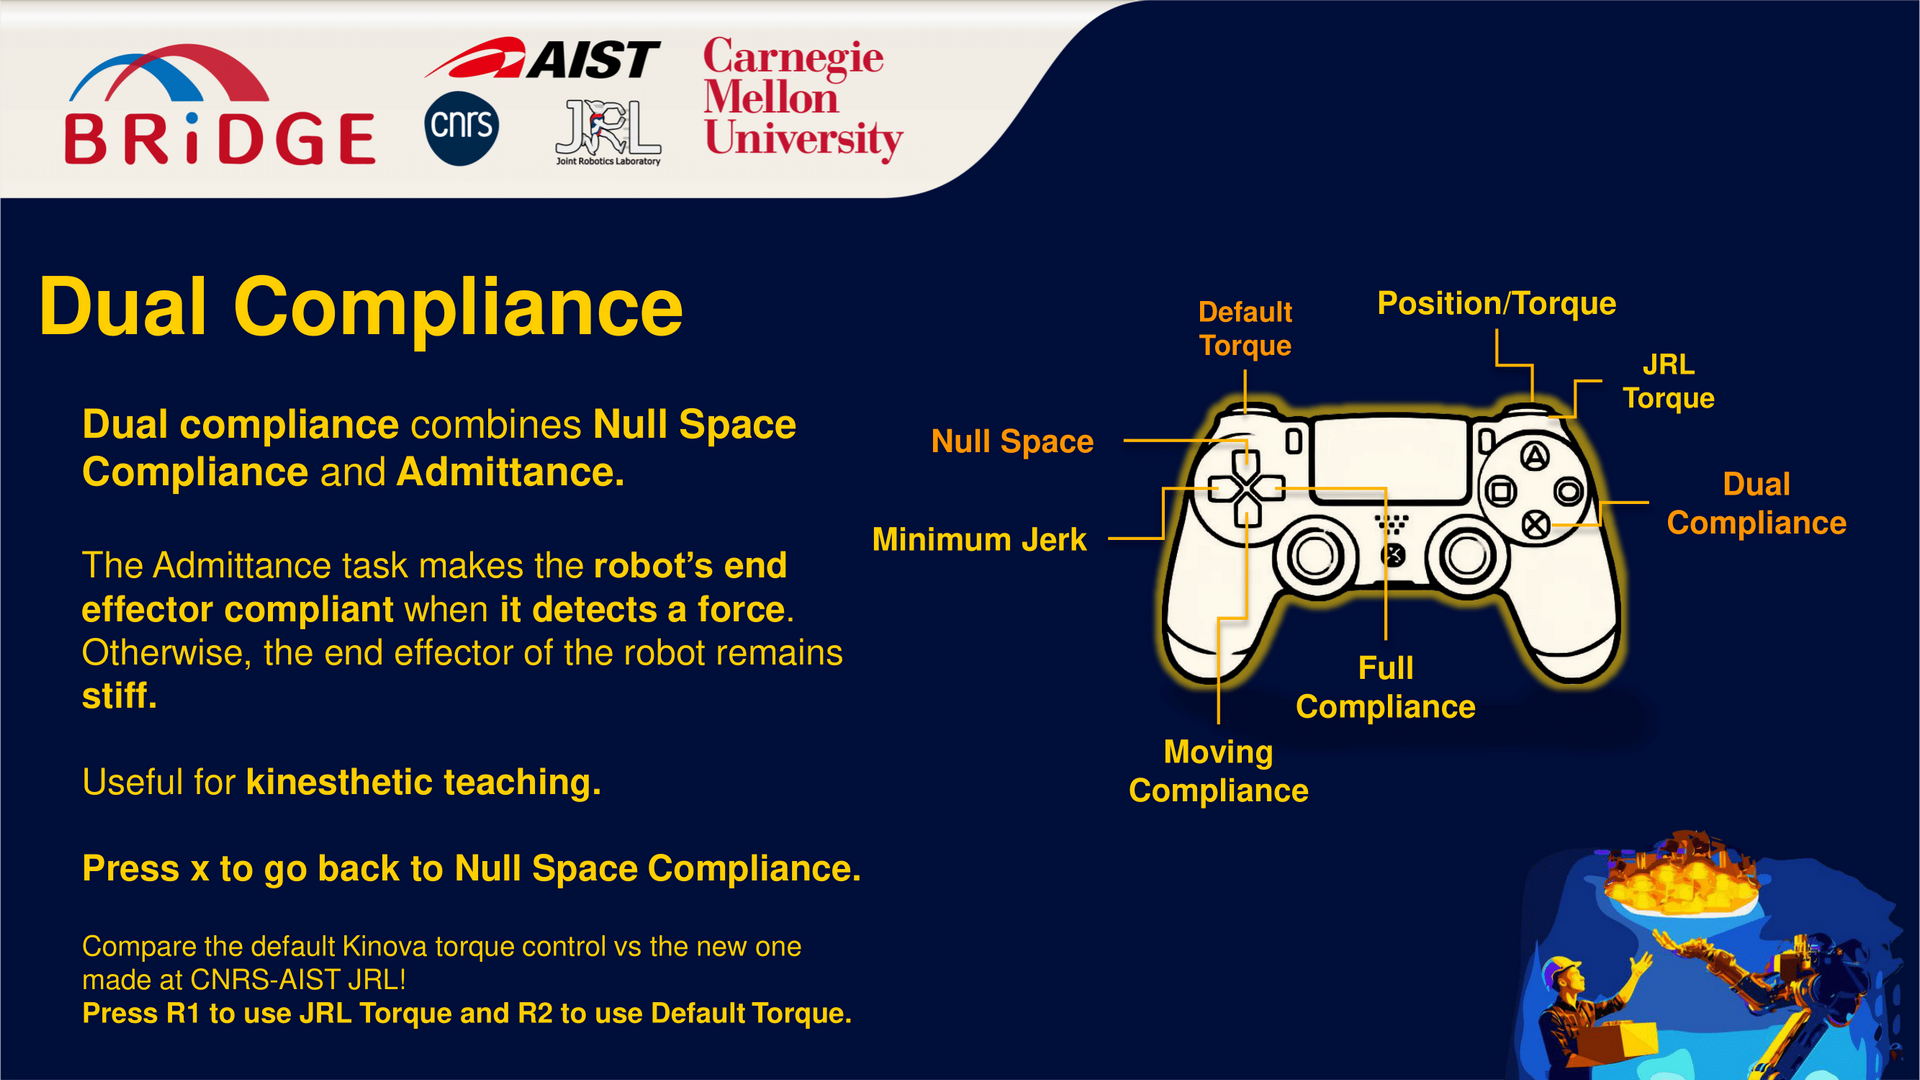 BRiDGE
AIST
cnrs
JRL
Joint Robotics Laboratory
Carnegie
Mellon
University
Dual Compliance
Dual compliance combines Null Space
Compliance and Admittance.
The Admittance task makes the robot’s end
effector compliant when it detects a force.
Otherwise, the end effector of the robot remains
stiff.
Useful for kinesthetic teaching.
Press x to go back to Null Space Compliance.
Compare the default Kinova torque control vs the new one
made at CNRS-AIST JRL!
Press R1 to use JRL Torque and R2 to use Default Torque.
Default
Torque
Position/Torque
JRL
Torque
Null Space
Dual
Compliance
Minimum Jerk
Full
Compliance
Moving
Compliance
A